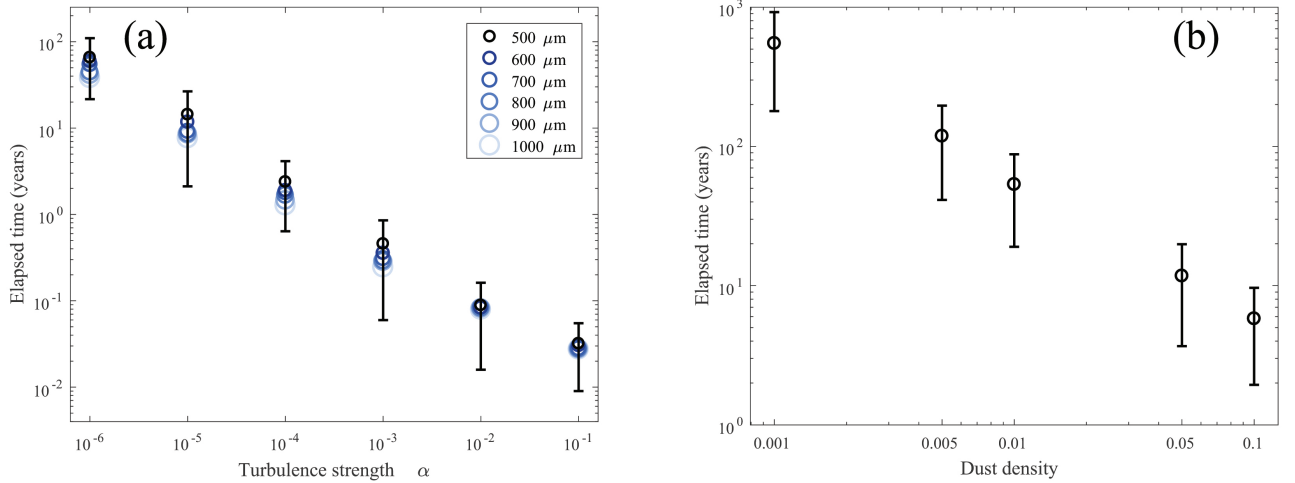 (a)
500 μm
600 μm
700 μm
800 μm
900 μm
1000 μm
Elapsed time (years)
10^2
10^1
10^0
10^-1
10^-2
10^-6 10^-5 10^-4 10^-3 10^-2 10^-1
Turbulence strength α
(b)
Elapsed time (years)
10^3
10^2
10^1
10^0
0.001 0.005 0.01 0.05 0.1
Dust density